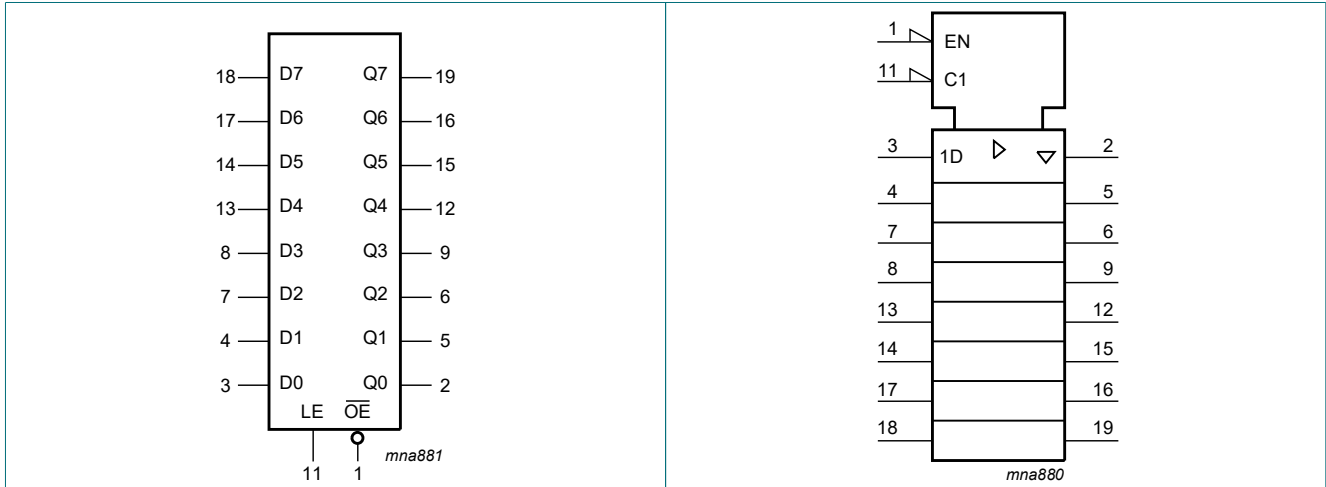 18 D7 Q7 19
17 D6 Q6 16
14 D5 Q5 15
13 D4 Q4 12
8 D3 Q3 9
7 D2 Q2 6
4 D1 Q1 5
3 D0 Q0 2
LE OE
11 1
mna881
1 EN
11 C1
3 1D 2
4 5
7 6
8 9
13 12
14 15
17 16
18 19
mna880